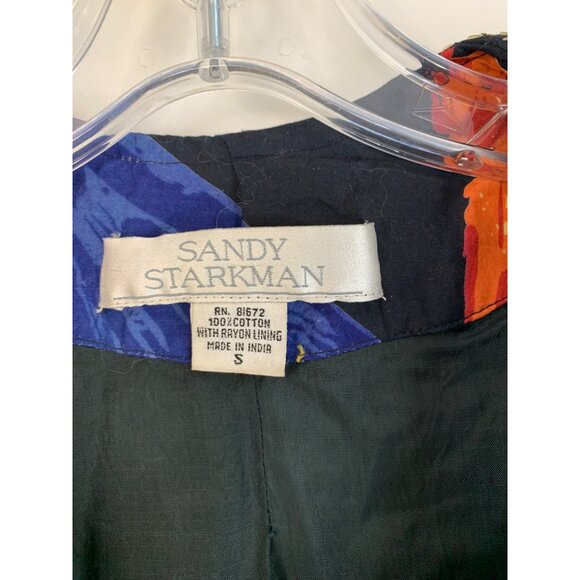 SANDY
STARKMAN
RN. 81672
100% COTTON
WITH RAYON LINING
MADE IN INDIA
S